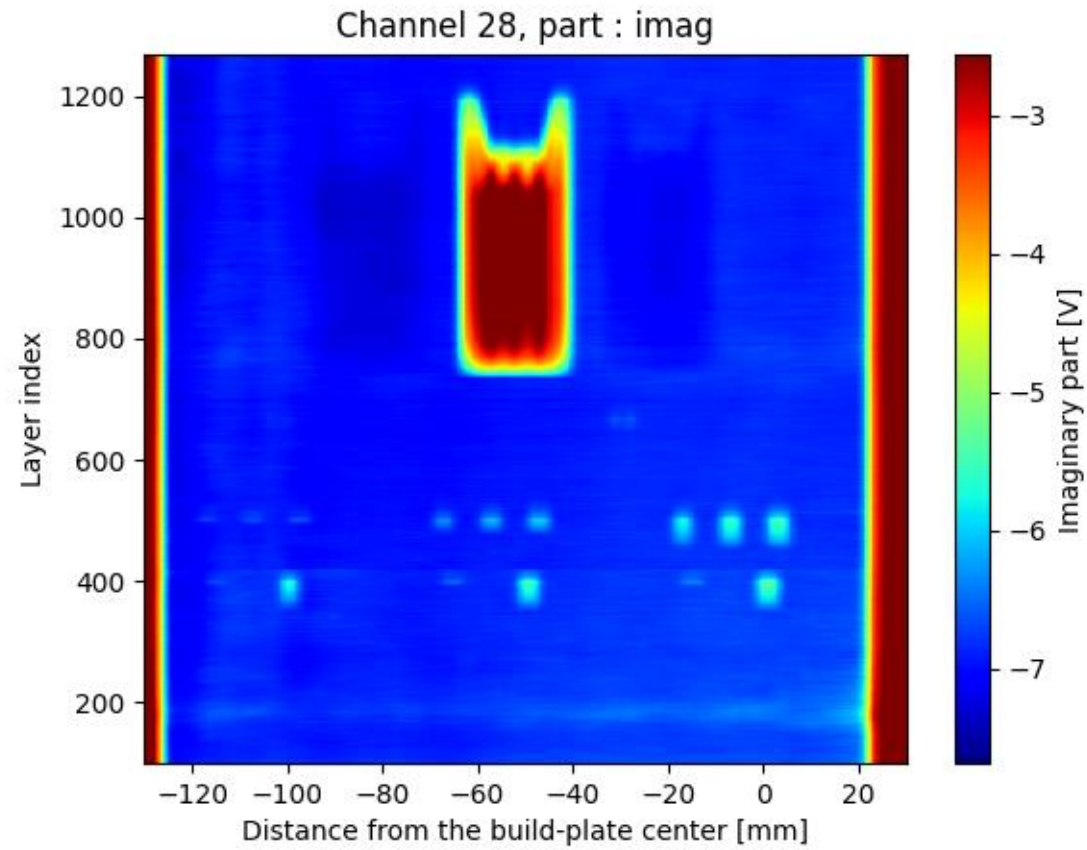 Channel 28, part : imag
1200
1000
800
600
400
200
Layer index
−120 −100 −80 −60 −40 −20 0 20
Distance from the build-plate center [mm]
−3
−4
−5
−6
−7
Imaginary part [V]